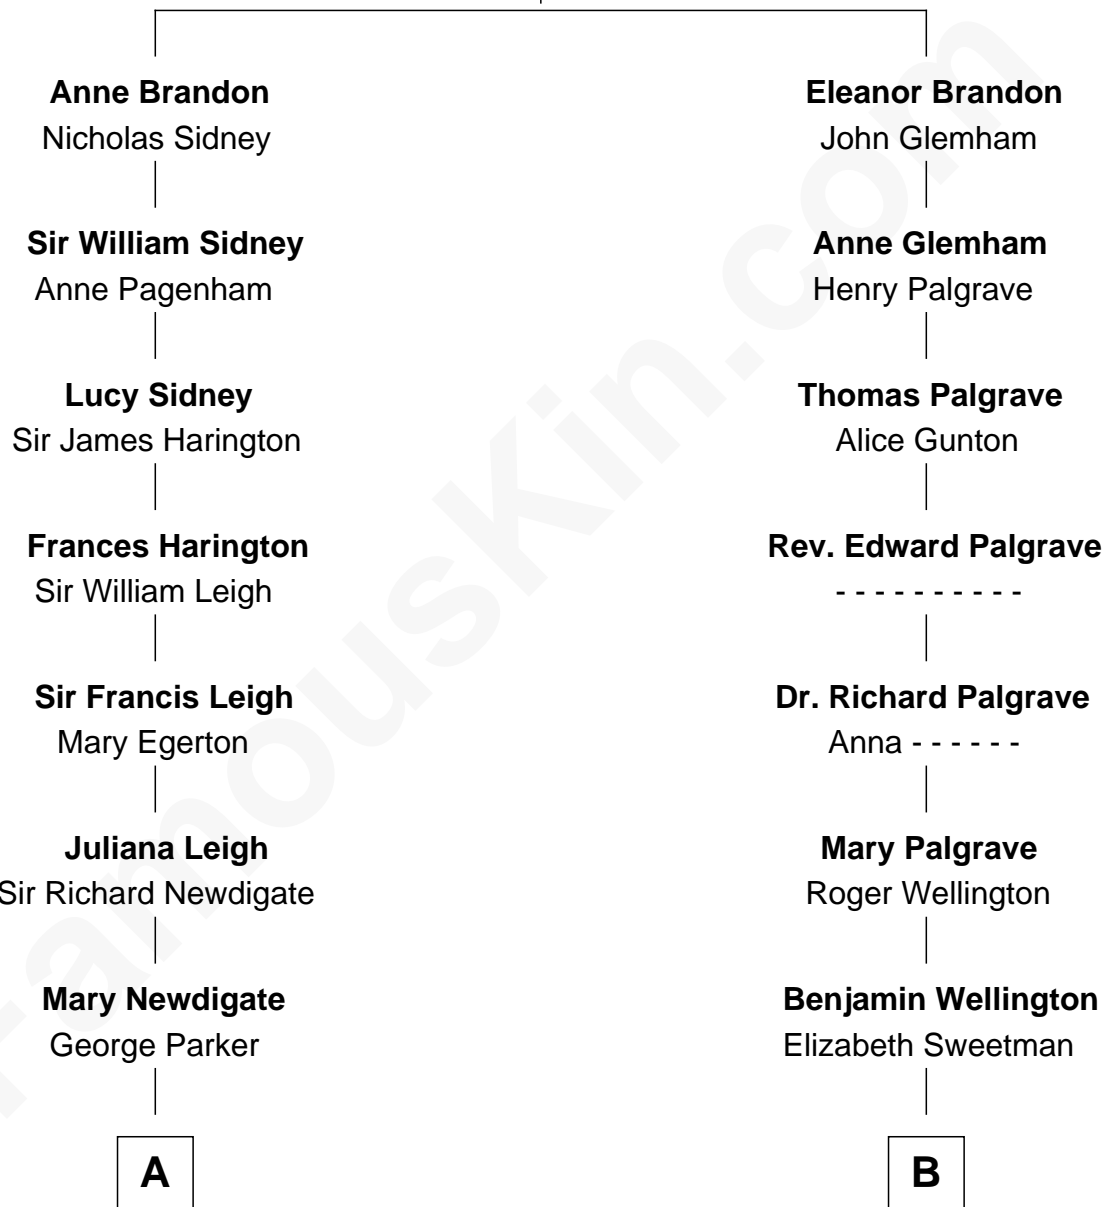 Anne Brandon
Nicholas Sidney
Eleanor Brandon
John Glemham
Sir William Sidney
Anne Pagenham
Anne Glemham
Henry Palgrave
Lucy Sidney
Sir James Harington
Thomas Palgrave
Alice Gunton
Frances Harington
Sir William Leigh
Rev. Edward Palgrave
- - - - - - - - - -
Sir Francis Leigh
Mary Egerton
Dr. Richard Palgrave
Anna - - - - - -
Juliana Leigh
Sir Richard Newdigate
Mary Palgrave
Roger Wellington
Mary Newdigate
George Parker
Benjamin Wellington
Elizabeth Sweetman
A
B
FamousKin.com